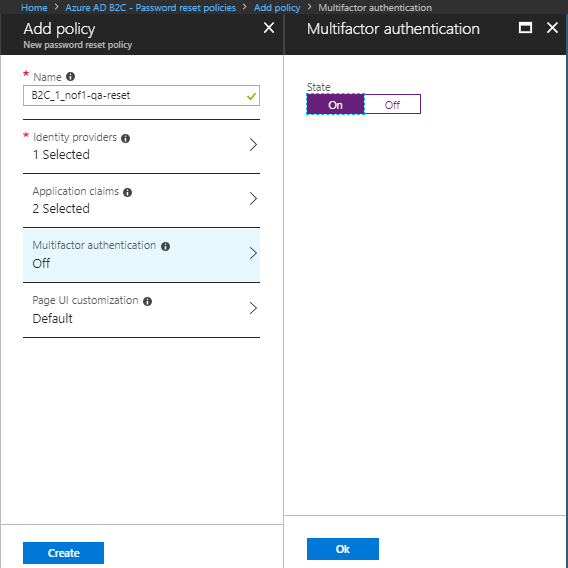 Home > Azure AD B2C - Password reset policies > Add policy > Multifactor authentication
Add policy
New password reset policy
* Name
B2C_1_nof1-qa-reset
* Identity providers
1 Selected
Application claims
2 Selected
Multifactor authentication
Off
Page UI customization
Default
Create
Multifactor authentication
State
On Off
Ok